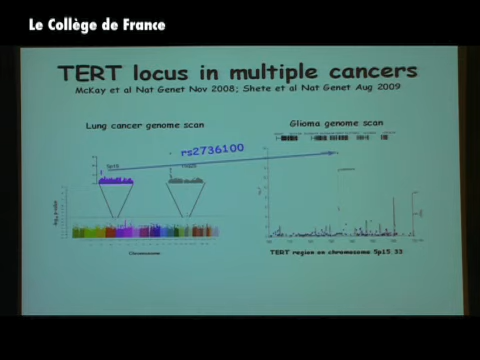 Le Collège de France
TERT locus in multiple cancers
McKay et al Nat Genet Nov 2008; Shete et al Nat Genet Aug 2009
Lung cancer genome scan
Glioma genome scan
rs2736100
Chromosome
TERT region on chromosome 5p15.33